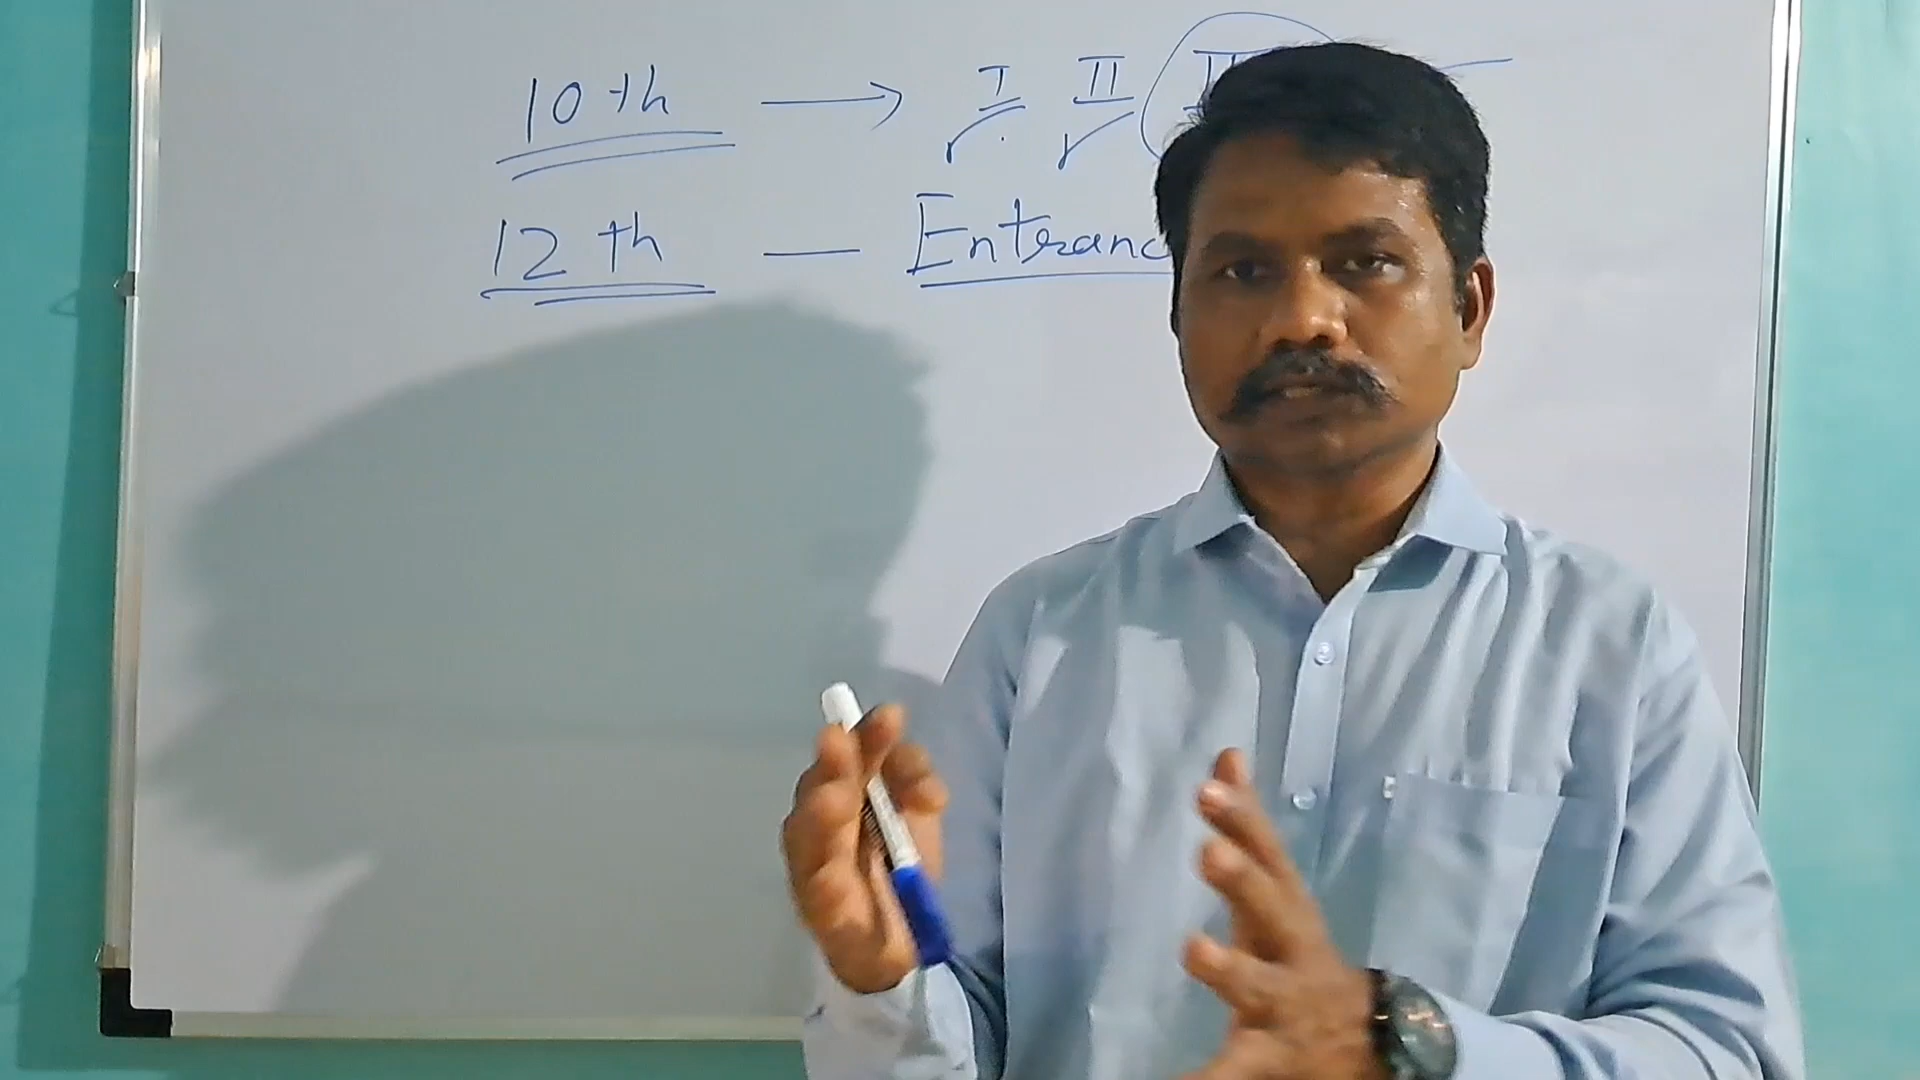 10th → I II
12th — Entranc